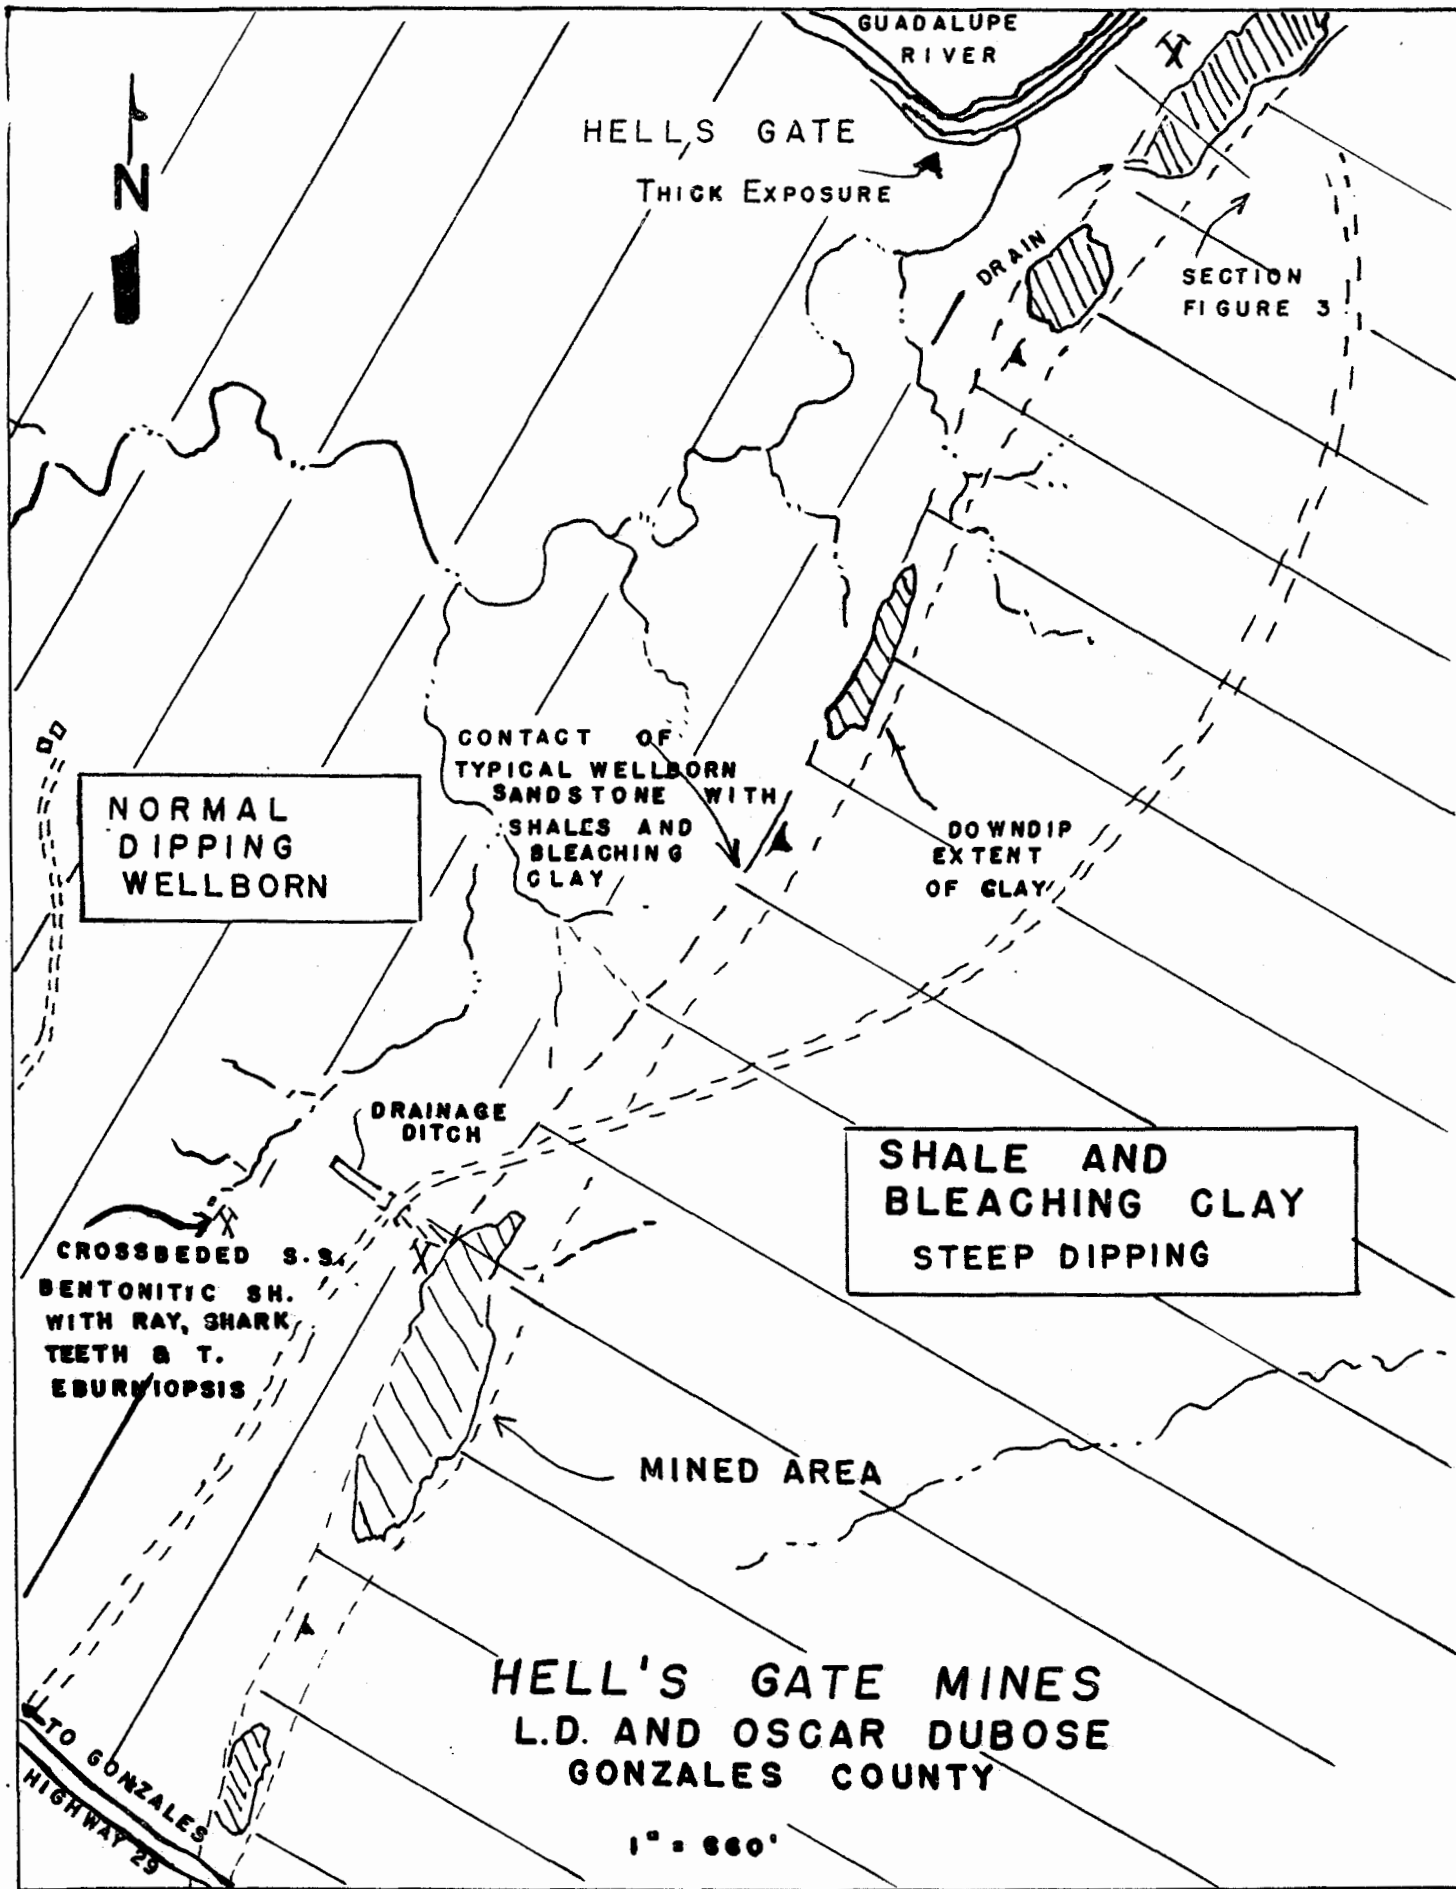 GUADALUPE
RIVER
HELLS GATE
THICK EXPOSURE
N
DRAIN
SECTION
FIGURE 3
CONTACT OF
TYPICAL WELLBORN
SANDSTONE WITH
SHALES AND
BLEACHING
CLAY
NORMAL
DIPPING
WELLBORN
DOWNDIP
EXTENT
OF CLAY
DRAINAGE
DITCH
SHALE AND
BLEACHING CLAY
STEEP DIPPING
CROSSBEDED S.S.
BENTONITIC SH.
WITH RAY, SHARK
TEETH & T.
EBURNIOPSIS
MINED AREA
HELL'S GATE MINES
L.D. AND OSCAR DUBOSE
GONZALES COUNTY
1" = 660'
TO GONZALES
HIGHWAY 29